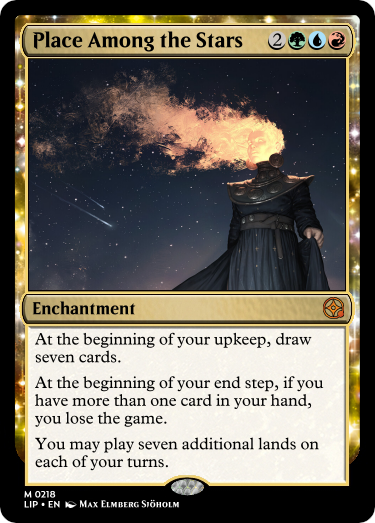 Place Among the Stars 2
Enchantment
At the beginning of your upkeep, draw
seven cards.
At the beginning of your end step, if you
have more than one card in your hand,
you lose the game.
You may play seven additional lands on
each of your turns.
M 0218
LIP • EN Max Elmberg Sjöholm